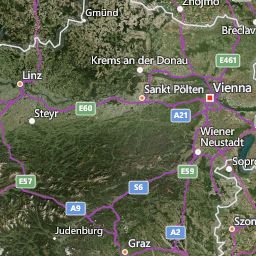 Znojmo
Gmünd
Břeclav
Krems an der Donau
E461
Linz
Vienna
Sankt Pölten
E60
A21
Steyr
Wiener
Neustadt
Sopro
E59
E57
S6
A9
Szom
Judenburg
A2
Graz